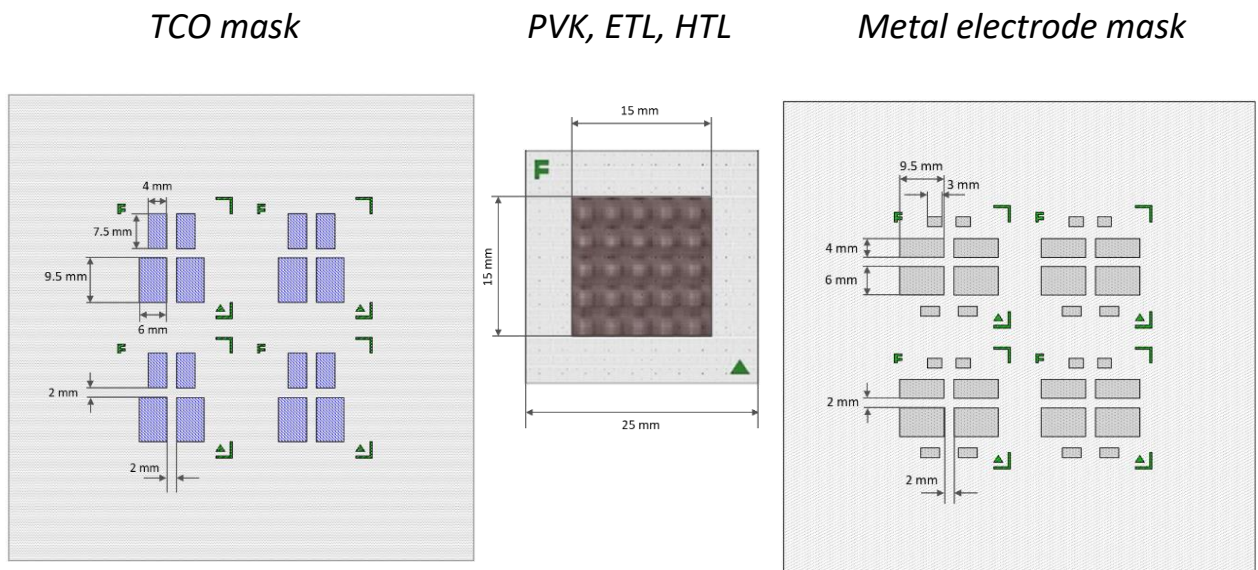 TCO mask
4 mm
F
F
7.5 mm
9.5 mm
6 mm
F
F
2 mm
2 mm
PVK, ETL, HTL
15 mm
F
15 mm
25 mm
Metal electrode mask
9.5 mm
3 mm
F
F
4 mm
6 mm
F
F
2 mm
2 mm